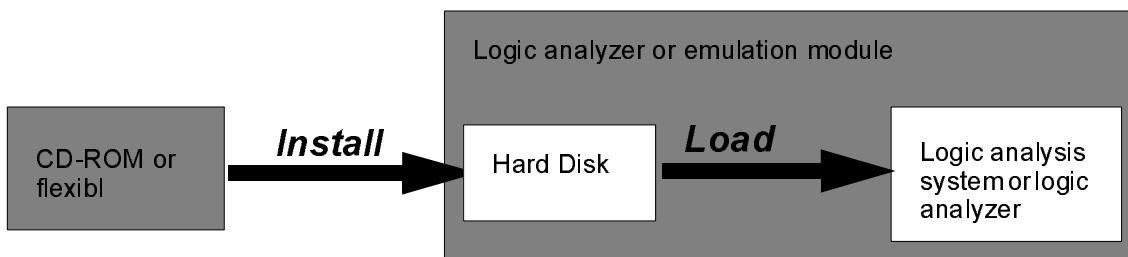 Logic analyzer or emulation module
CD-ROM or
flexibl
Install
Hard Disk
Load
Logic analysis
system or logic
analyzer